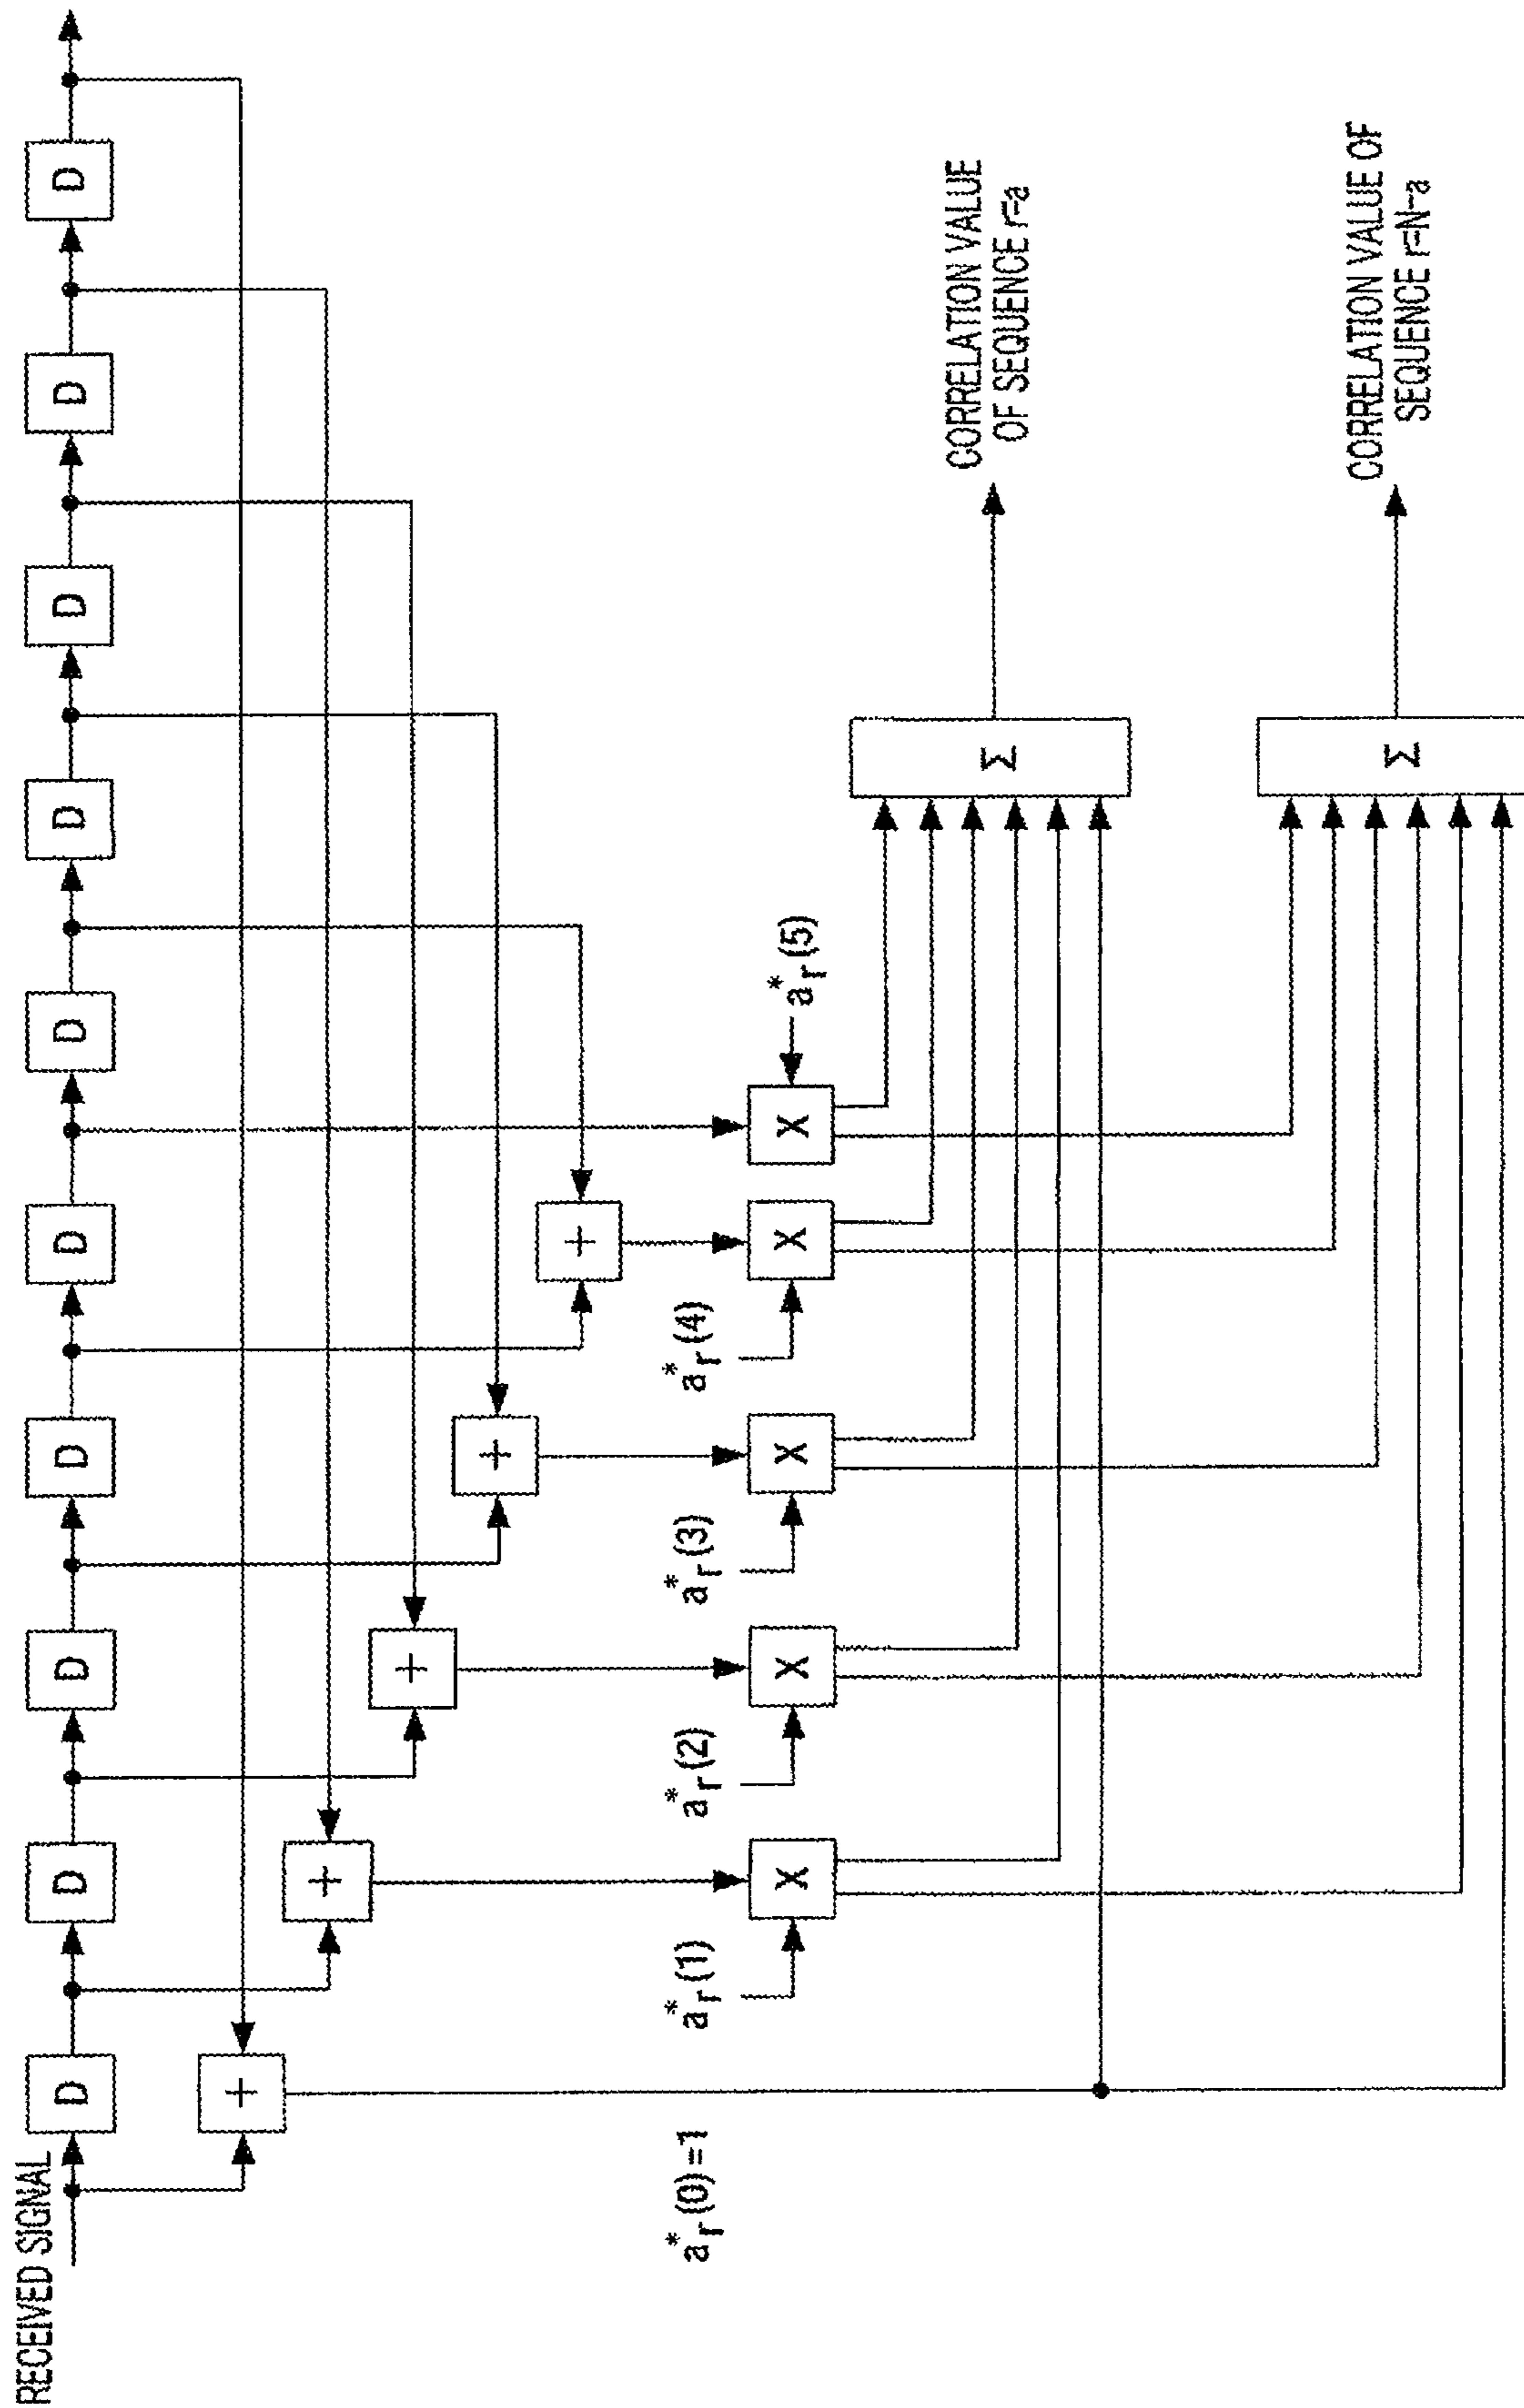 RECEIVED SIGNAL
D
D
D
D
D
D
D
D
D
D
+
+
+
+
+
a*r(0)=1
a*r(1)
a*r(2)
a*r(3)
a*r(4)
a*r(5)
X
X
X
X
X
Σ
CORRELATION VALUE
OF SEQUENCE r=a
Σ
CORRELATION VALUE OF
SEQUENCE r=N-a